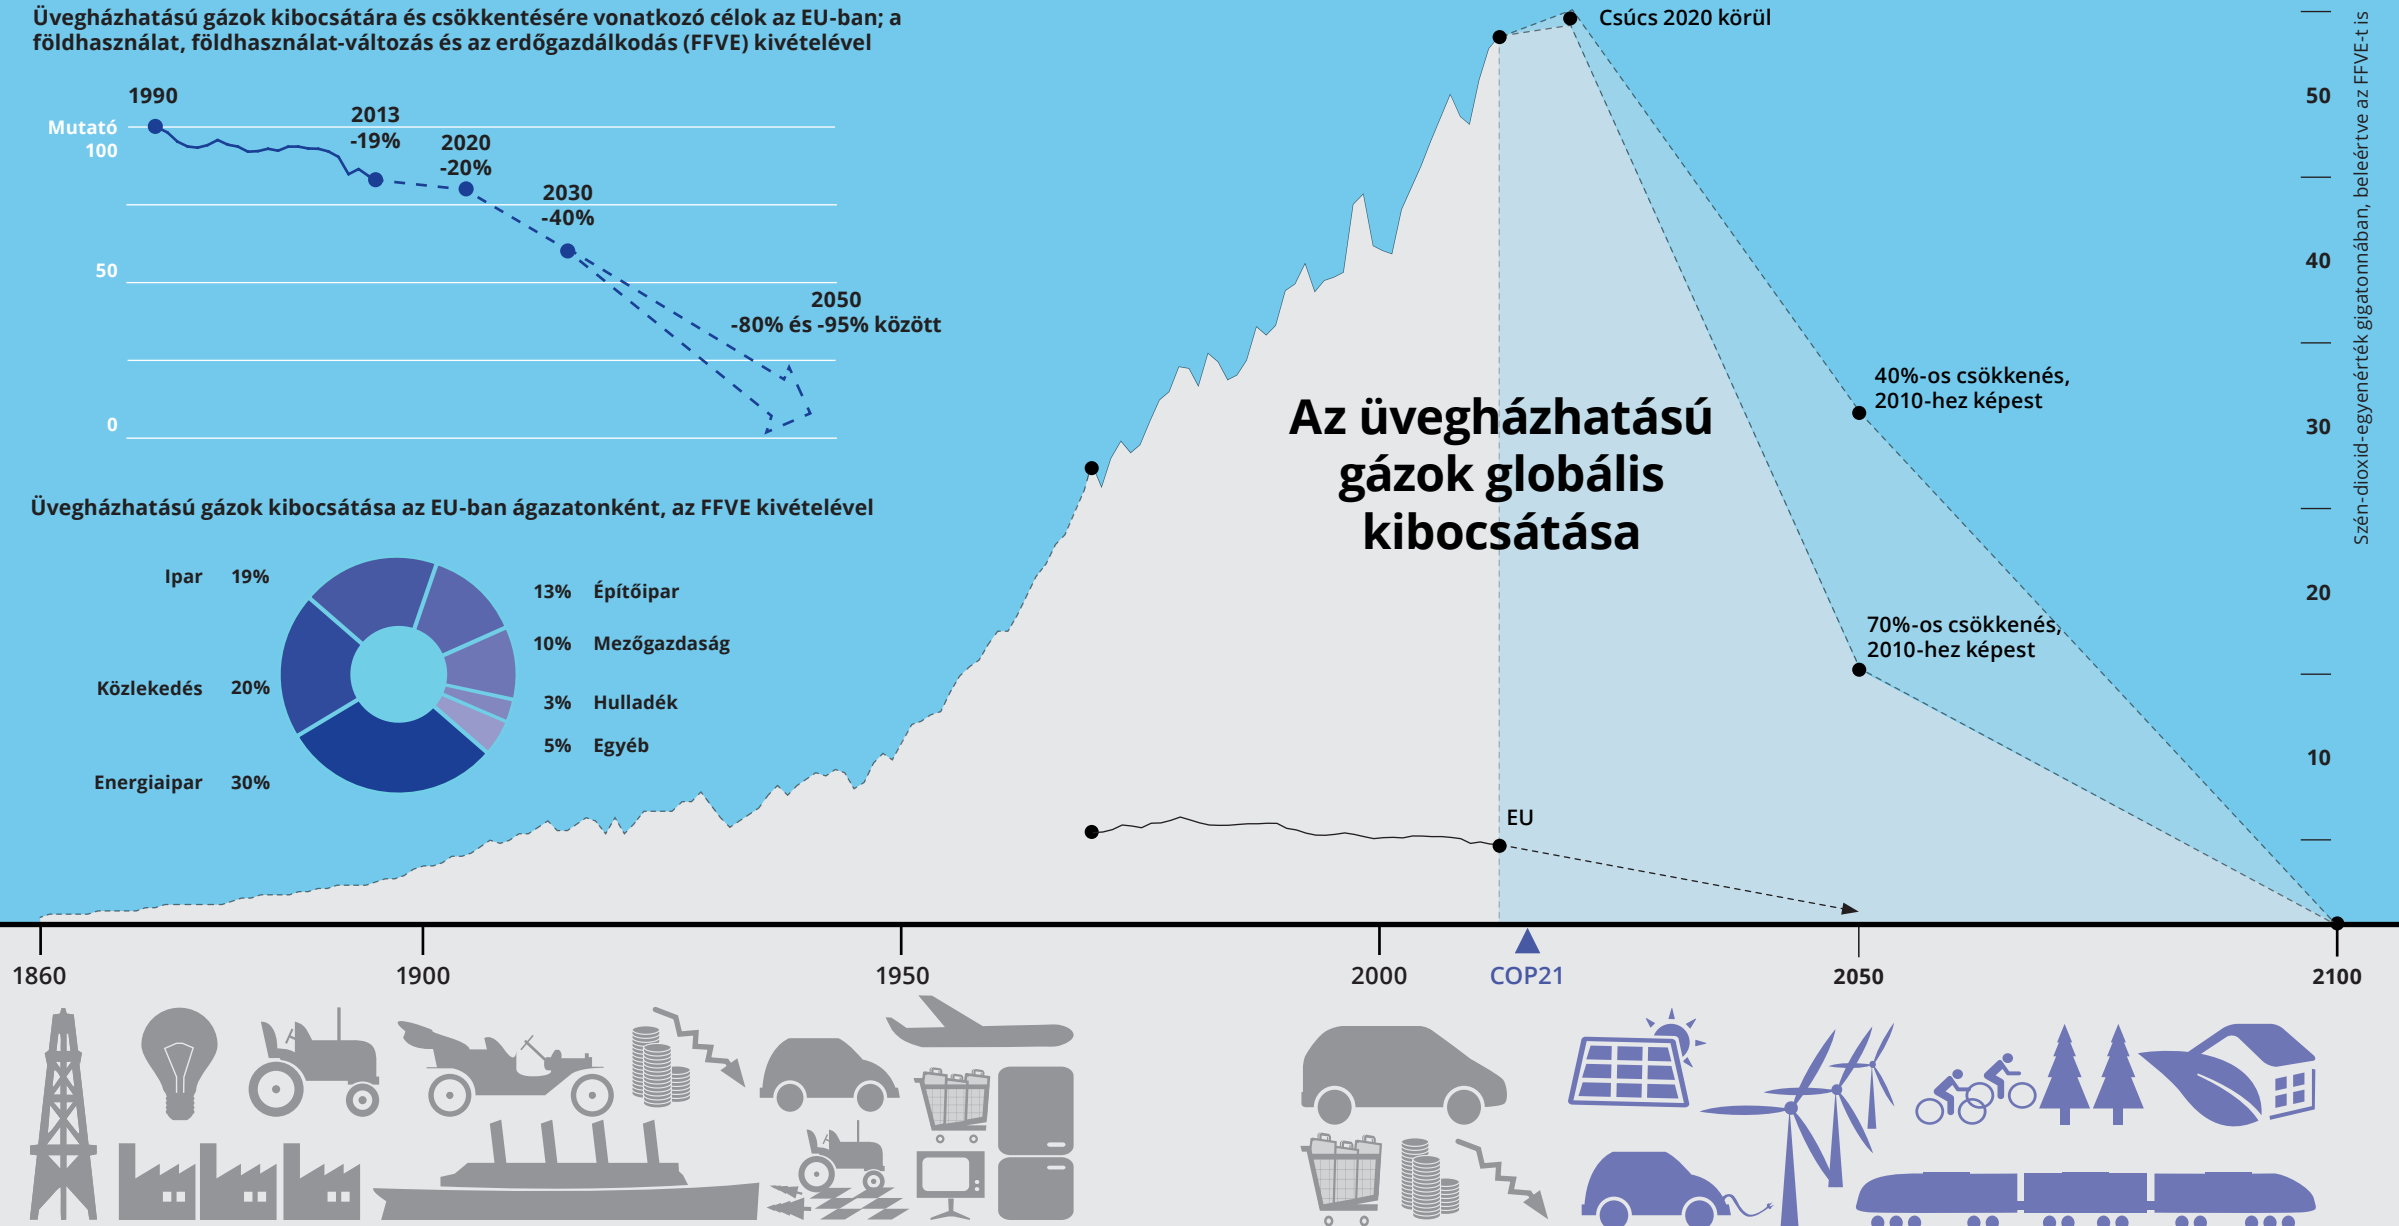 Üvegházhatású gázok kibocsátára és csökkentésére vonatkozó célok az EU-ban; a
földhasználat, földhasználat-változás és az erdőgazdálkodás (FFVE) kivételével
1990
Mutató
100
2013
-19%
2020
-20%
2030
-40%
50
2050
-80% és -95% között
0
Üvegházhatású gázok kibocsátása az EU-ban ágazatonként, az FFVE kivételével
Ipar 19%
Közlekedés 20%
Energiaipar 30%
13% Építőipar
10% Mezőgazdaság
3% Hulladék
5% Egyéb
Az üvegházhatású
gázok globális
kibocsátása
Csúcs 2020 körül
40%-os csökkenés,
2010-hez képest
70%-os csökkenés,
2010-hez képest
EU
50
40
30
20
10
Szén-dioxid-egyenérték gigatonnában, beleértve az FFVE-t is
1860
1900
1950
2000
COP21
2050
2100